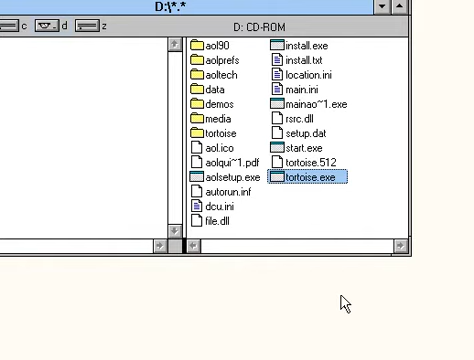 D:\*.*
c d z D: CD-ROM
aol90 install.exe
aolprefs install.txt
aoltech location.ini
data main.ini
demos mainao~1.exe
media rsrc.dll
tortoise setup.dat
aol.ico start.exe
aolqui~1.pdf tortoise.512
aolsetup.exe tortoise.exe
autorun.inf
dcu.ini
file.dll